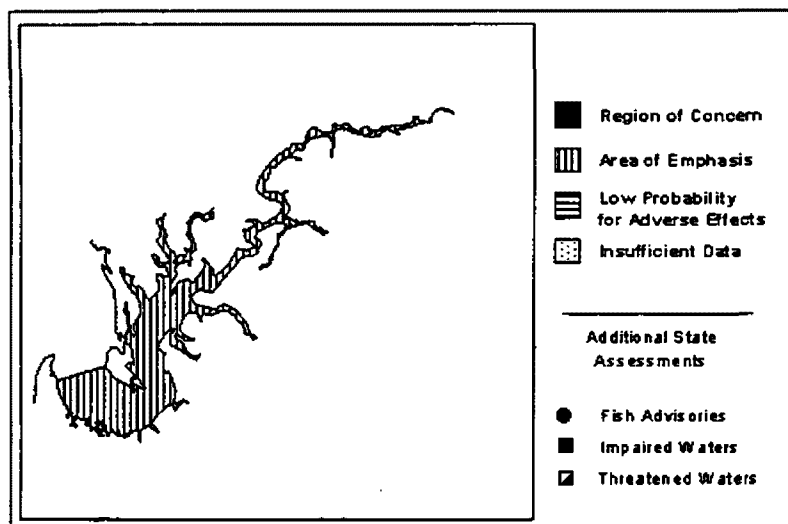 Region of Concern
Area of Emphasis
Low Probability
for Adverse Effects
Insufficient Data
Additional State
Assessments
Fish Advisories
Impaired Waters
Threatened Waters